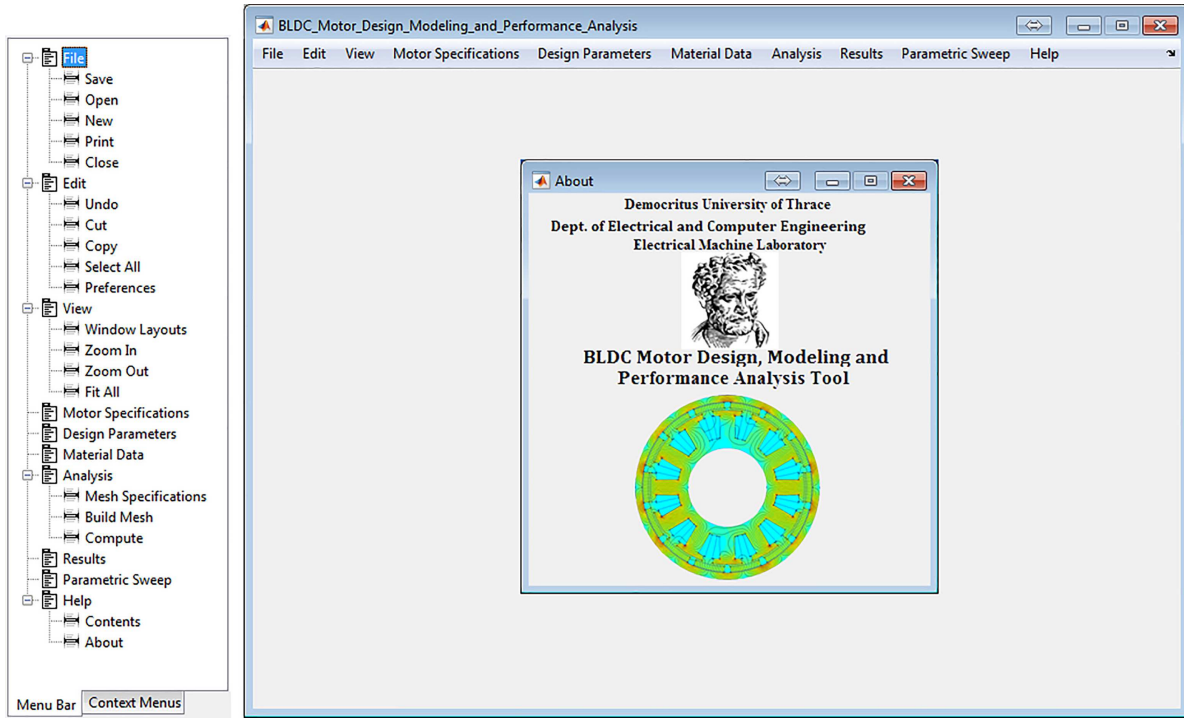 File
Save
Open
New
Print
Close
Edit
Undo
Cut
Copy
Select All
Preferences
View
Window Layouts
Zoom In
Zoom Out
Fit All
Motor Specifications
Design Parameters
Material Data
Analysis
Mesh Specifications
Build Mesh
Compute
Results
Parametric Sweep
Help
Contents
About
Menu Bar Context Menus
BLDC_Motor_Design_Modeling_and_Performance_Analysis
File Edit View Motor Specifications Design Parameters Material Data Analysis Results Parametric Sweep Help
About
Democritus University of Thrace
Dept. of Electrical and Computer Engineering
Electrical Machine Laboratory
BLDC Motor Design, Modeling and
Performance Analysis Tool